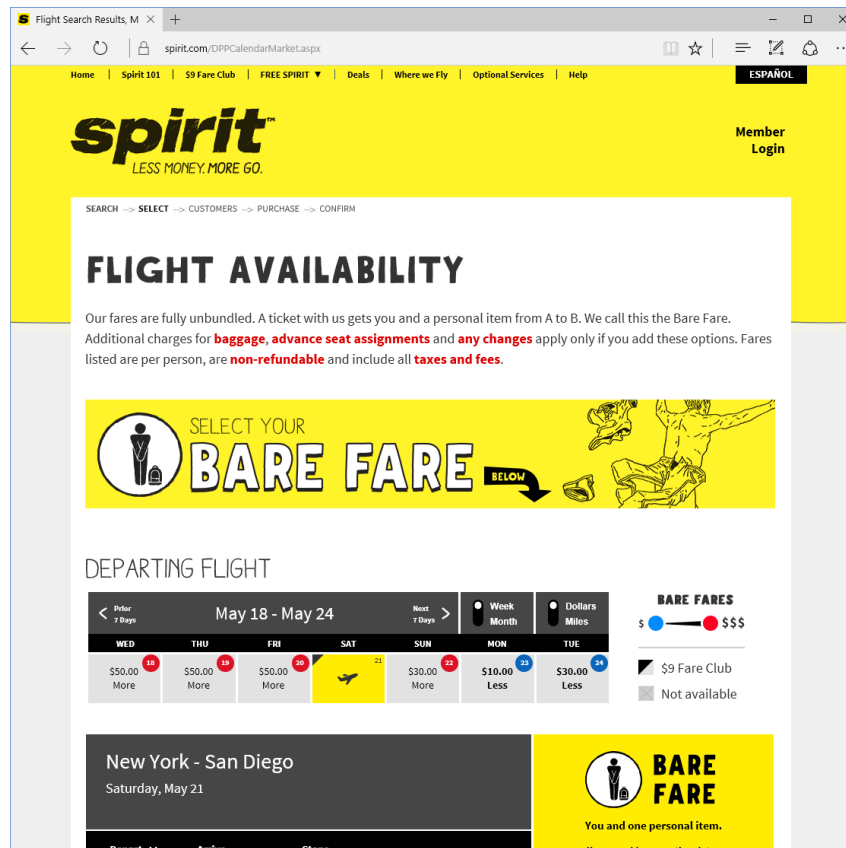 Flight Search Results, M
spirit.com/DPPCalendarMarket.aspx
Home | Spirit 101 | $9 Fare Club | FREE SPIRIT ▼ | Deals | Where we Fly | Optional Services | Help
ESPAÑOL
spirit™
LESS MONEY. MORE GO.
Member
Login
SEARCH --> SELECT --> CUSTOMERS --> PURCHASE --> CONFIRM
FLIGHT AVAILABILITY
Our fares are fully unbundled. A ticket with us gets you and a personal item from A to B. We call this the Bare Fare.
Additional charges for baggage, advance seat assignments and any changes apply only if you add these options. Fares
listed are per person, are non-refundable and include all taxes and fees.
SELECT YOUR
BARE FARE
BELOW
DEPARTING FLIGHT
Prior
7 Days
May 18 - May 24
Next
7 Days
Week
Month
Dollars
Miles
WED THU FRI SAT SUN MON TUE
18 19 20 21 22 23 24
$50.00 $50.00 $50.00 $30.00 $10.00 $30.00
More More More More Less Less
BARE FARES
$ $$$
$9 Fare Club
Not available
New York - San Diego
Saturday, May 21
BARE
FARE
You and one personal item.